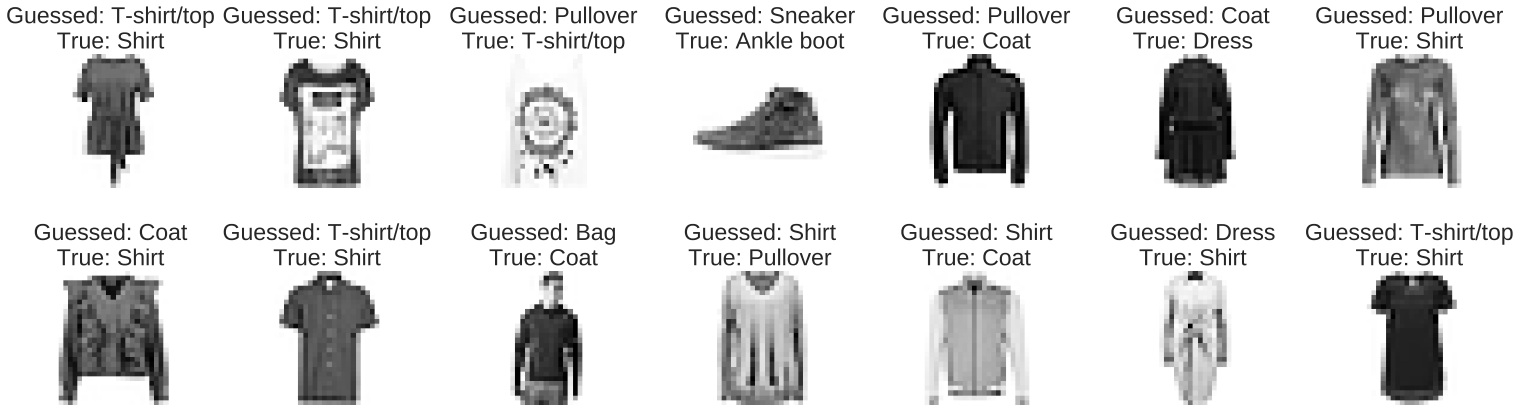 Guessed: T-shirt/top
True: Shirt
Guessed: T-shirt/top
True: Shirt
Guessed: Pullover
True: T-shirt/top
Guessed: Sneaker
True: Ankle boot
Guessed: Pullover
True: Coat
Guessed: Coat
True: Dress
Guessed: Pullover
True: Shirt
Guessed: Coat
True: Shirt
Guessed: T-shirt/top
True: Shirt
Guessed: Bag
True: Coat
Guessed: Shirt
True: Pullover
Guessed: Shirt
True: Coat
Guessed: Dress
True: Shirt
Guessed: T-shirt/top
True: Shirt